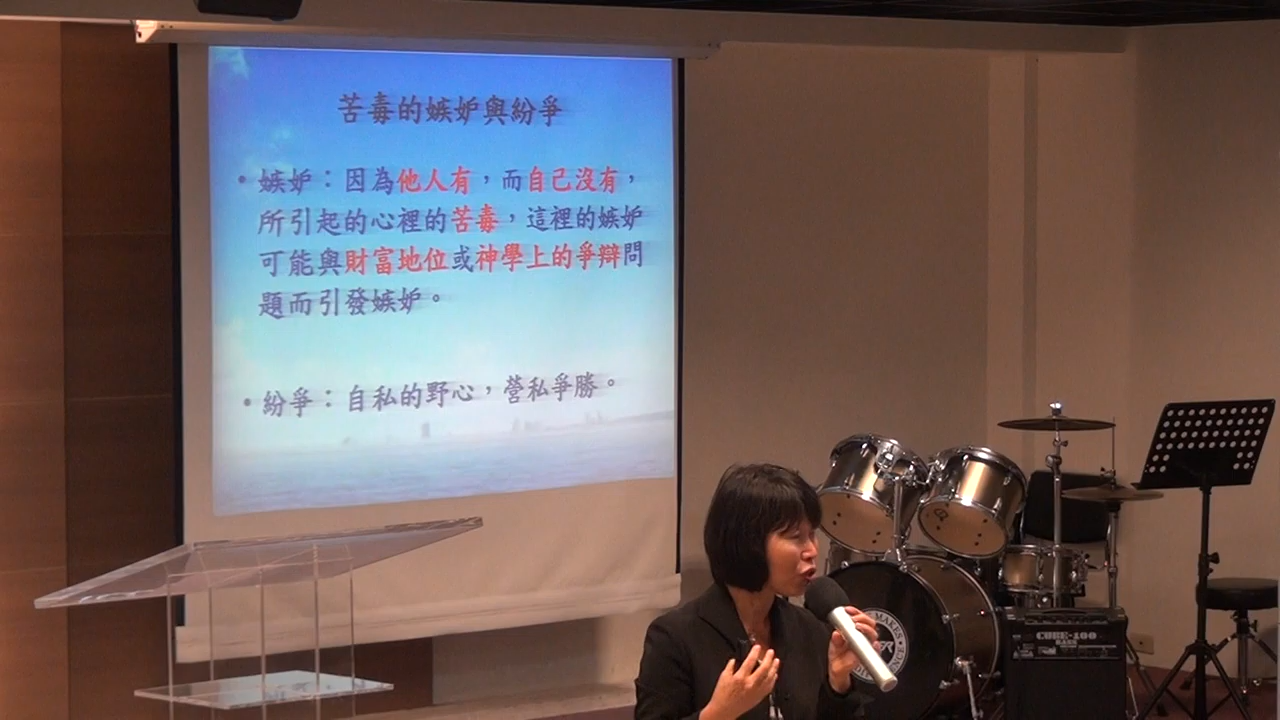 苦毒的嫉妒與紛爭
• 嫉妒：因為他人有，而自己沒有，
所引起的心裡的苦毒，這裡的嫉妒
可能與財富地位或神學上的爭辯問
題而引發嫉妒。
• 紛爭：自私的野心，營私爭勝。
MAKES
CUBE-100
BASS